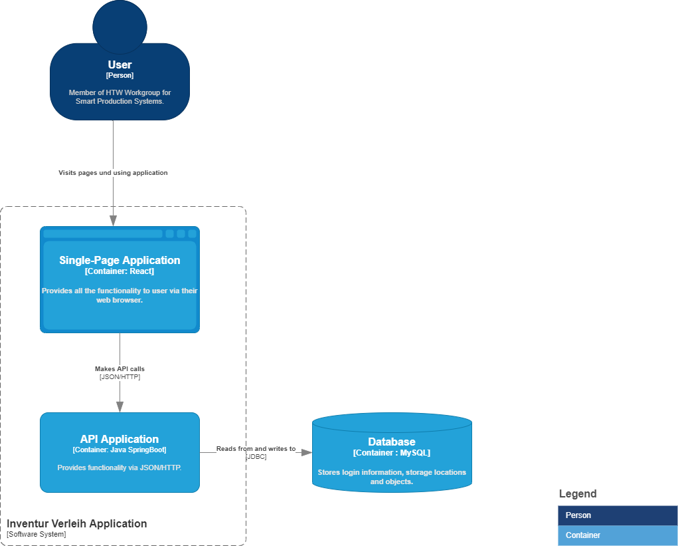 User
[Person]
Member of HTW Workgroup for
Smart Production Systems.
Visits pages und using application
Single-Page Application
[Container: React]
Provides all the functionality to user via their
web browser.
Makes API calls
[JSON/HTTP]
API Application
[Container: Java SpringBoot]
Provides functionality via JSON/HTTP.
Reads from and writes to
[JDBC]
Database
[Container : MySQL]
Stores login information, storage locations
and objects.
Inventur Verleih Application
[Software System]
Legend
Person
Container